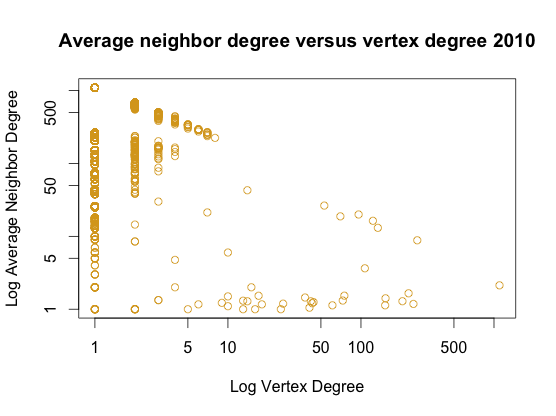 Average neighbor degree versus vertex degree 2010
Log Average Neighbor Degree
500
50
5
1
1 5 10 50 100 500
Log Vertex Degree